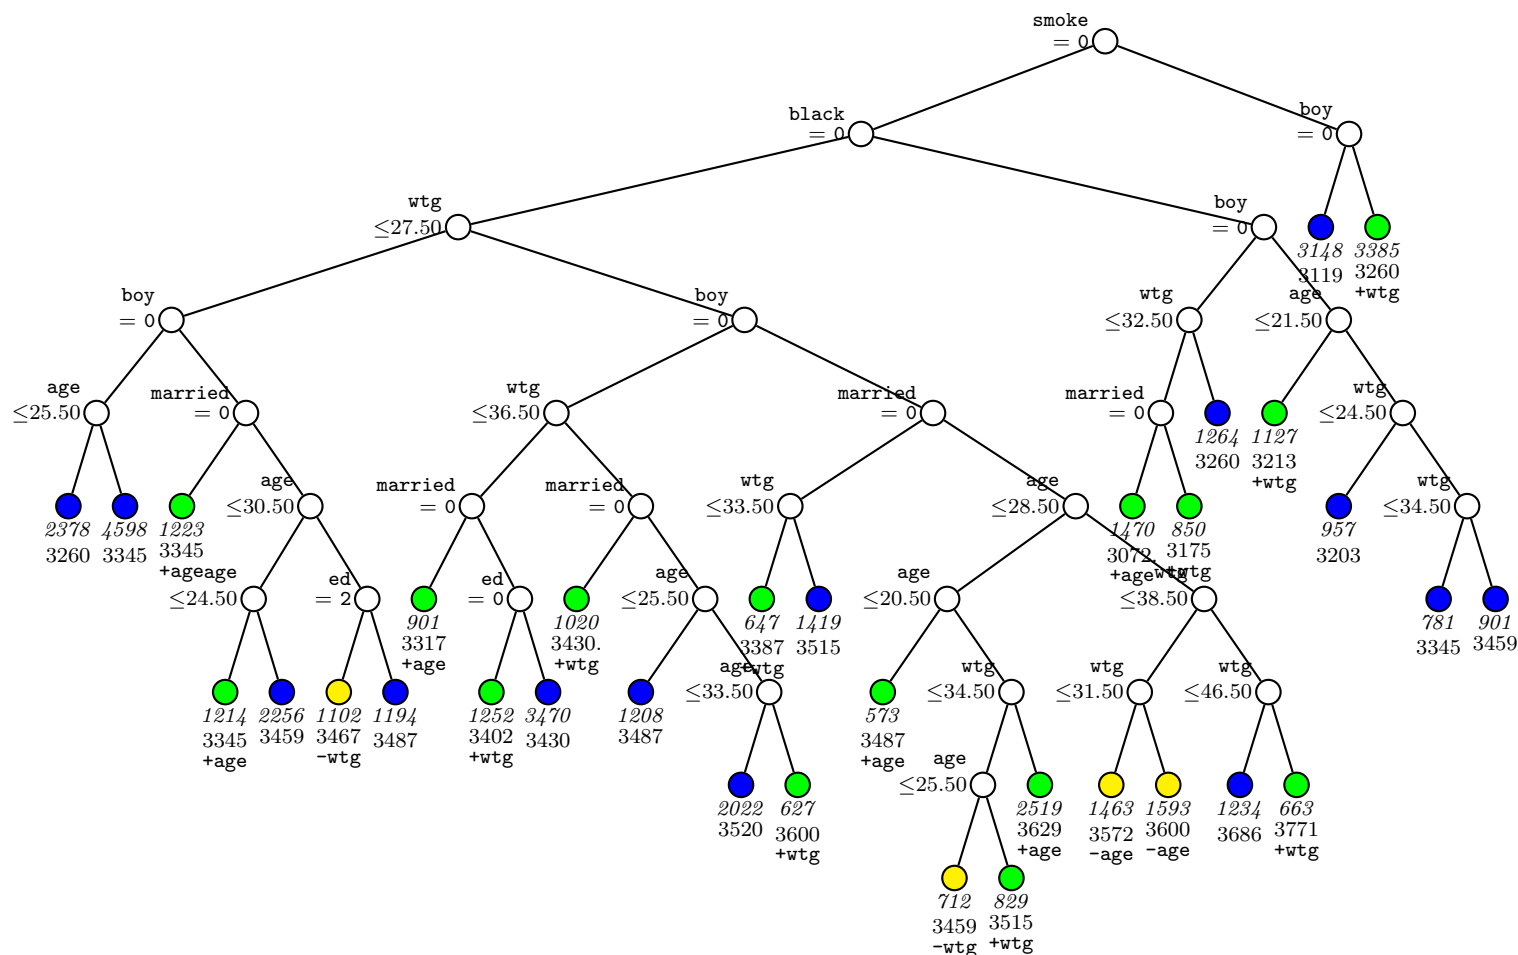 smoke
= 0
black
= 0
boy
= 0
wtg
≤27.50
boy
= 0
3148
3119
3385
3260
+wtg
boy
= 0
boy
= 0
wtg
≤32.50
age
≤21.50
age
≤25.50
married
= 0
wtg
≤36.50
married
= 0
married
= 0
1264
3260
1127
3213
+wtg
wtg
≤24.50
2378
3260
4598
3345
1223
3345
+age
age
≤30.50
married
= 0
married
= 0
wtg
≤33.50
age
≤28.50
1470
3072.
+age
850
3175
+wtg
957
3203
wtg
≤34.50
age
≤24.50
ed
= 2
901
3317
+age
ed
= 0
1020
3430.
+wtg
age
≤25.50
647
3387
+wtg
1419
3515
age
≤20.50
wtg
≤38.50
781
3345
901
3459
1214
3345
+age
2256
3459
1102
3467
-wtg
1194
3487
1252
3402
+wtg
3470
3430
1208
3487
age
≤33.50
573
3487
+age
wtg
≤34.50
wtg
≤31.50
wtg
≤46.50
2022
3520
627
3600
+wtg
age
≤25.50
2519
3629
+age
1463
3572
-age
1593
3600
-age
1234
3686
663
3771
+wtg
712
3459
-wtg
829
3515
+wtg